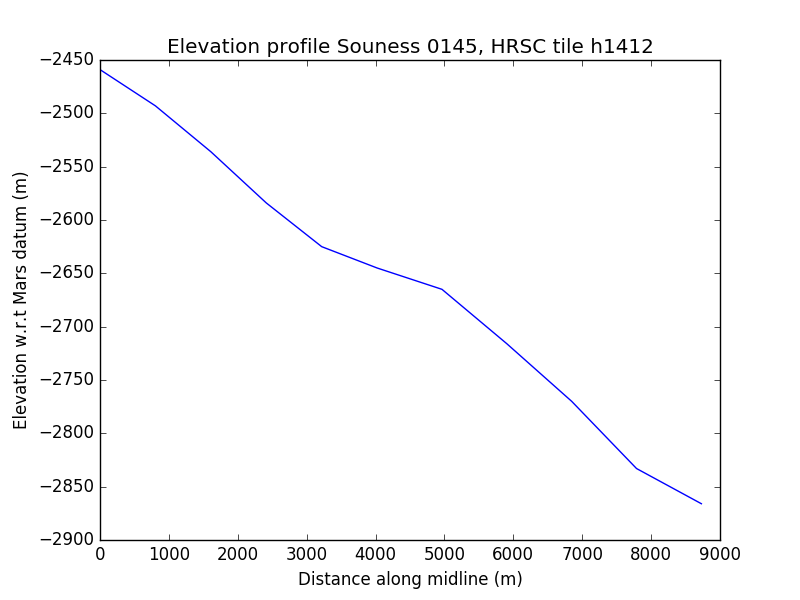 Elevation profile Souness 0145, HRSC tile h1412
Elevation w.r.t Mars datum (m)
−2450
−2500
−2550
−2600
−2650
−2700
−2750
−2800
−2850
−2900
0 1000 2000 3000 4000 5000 6000 7000 8000 9000
Distance along midline (m)